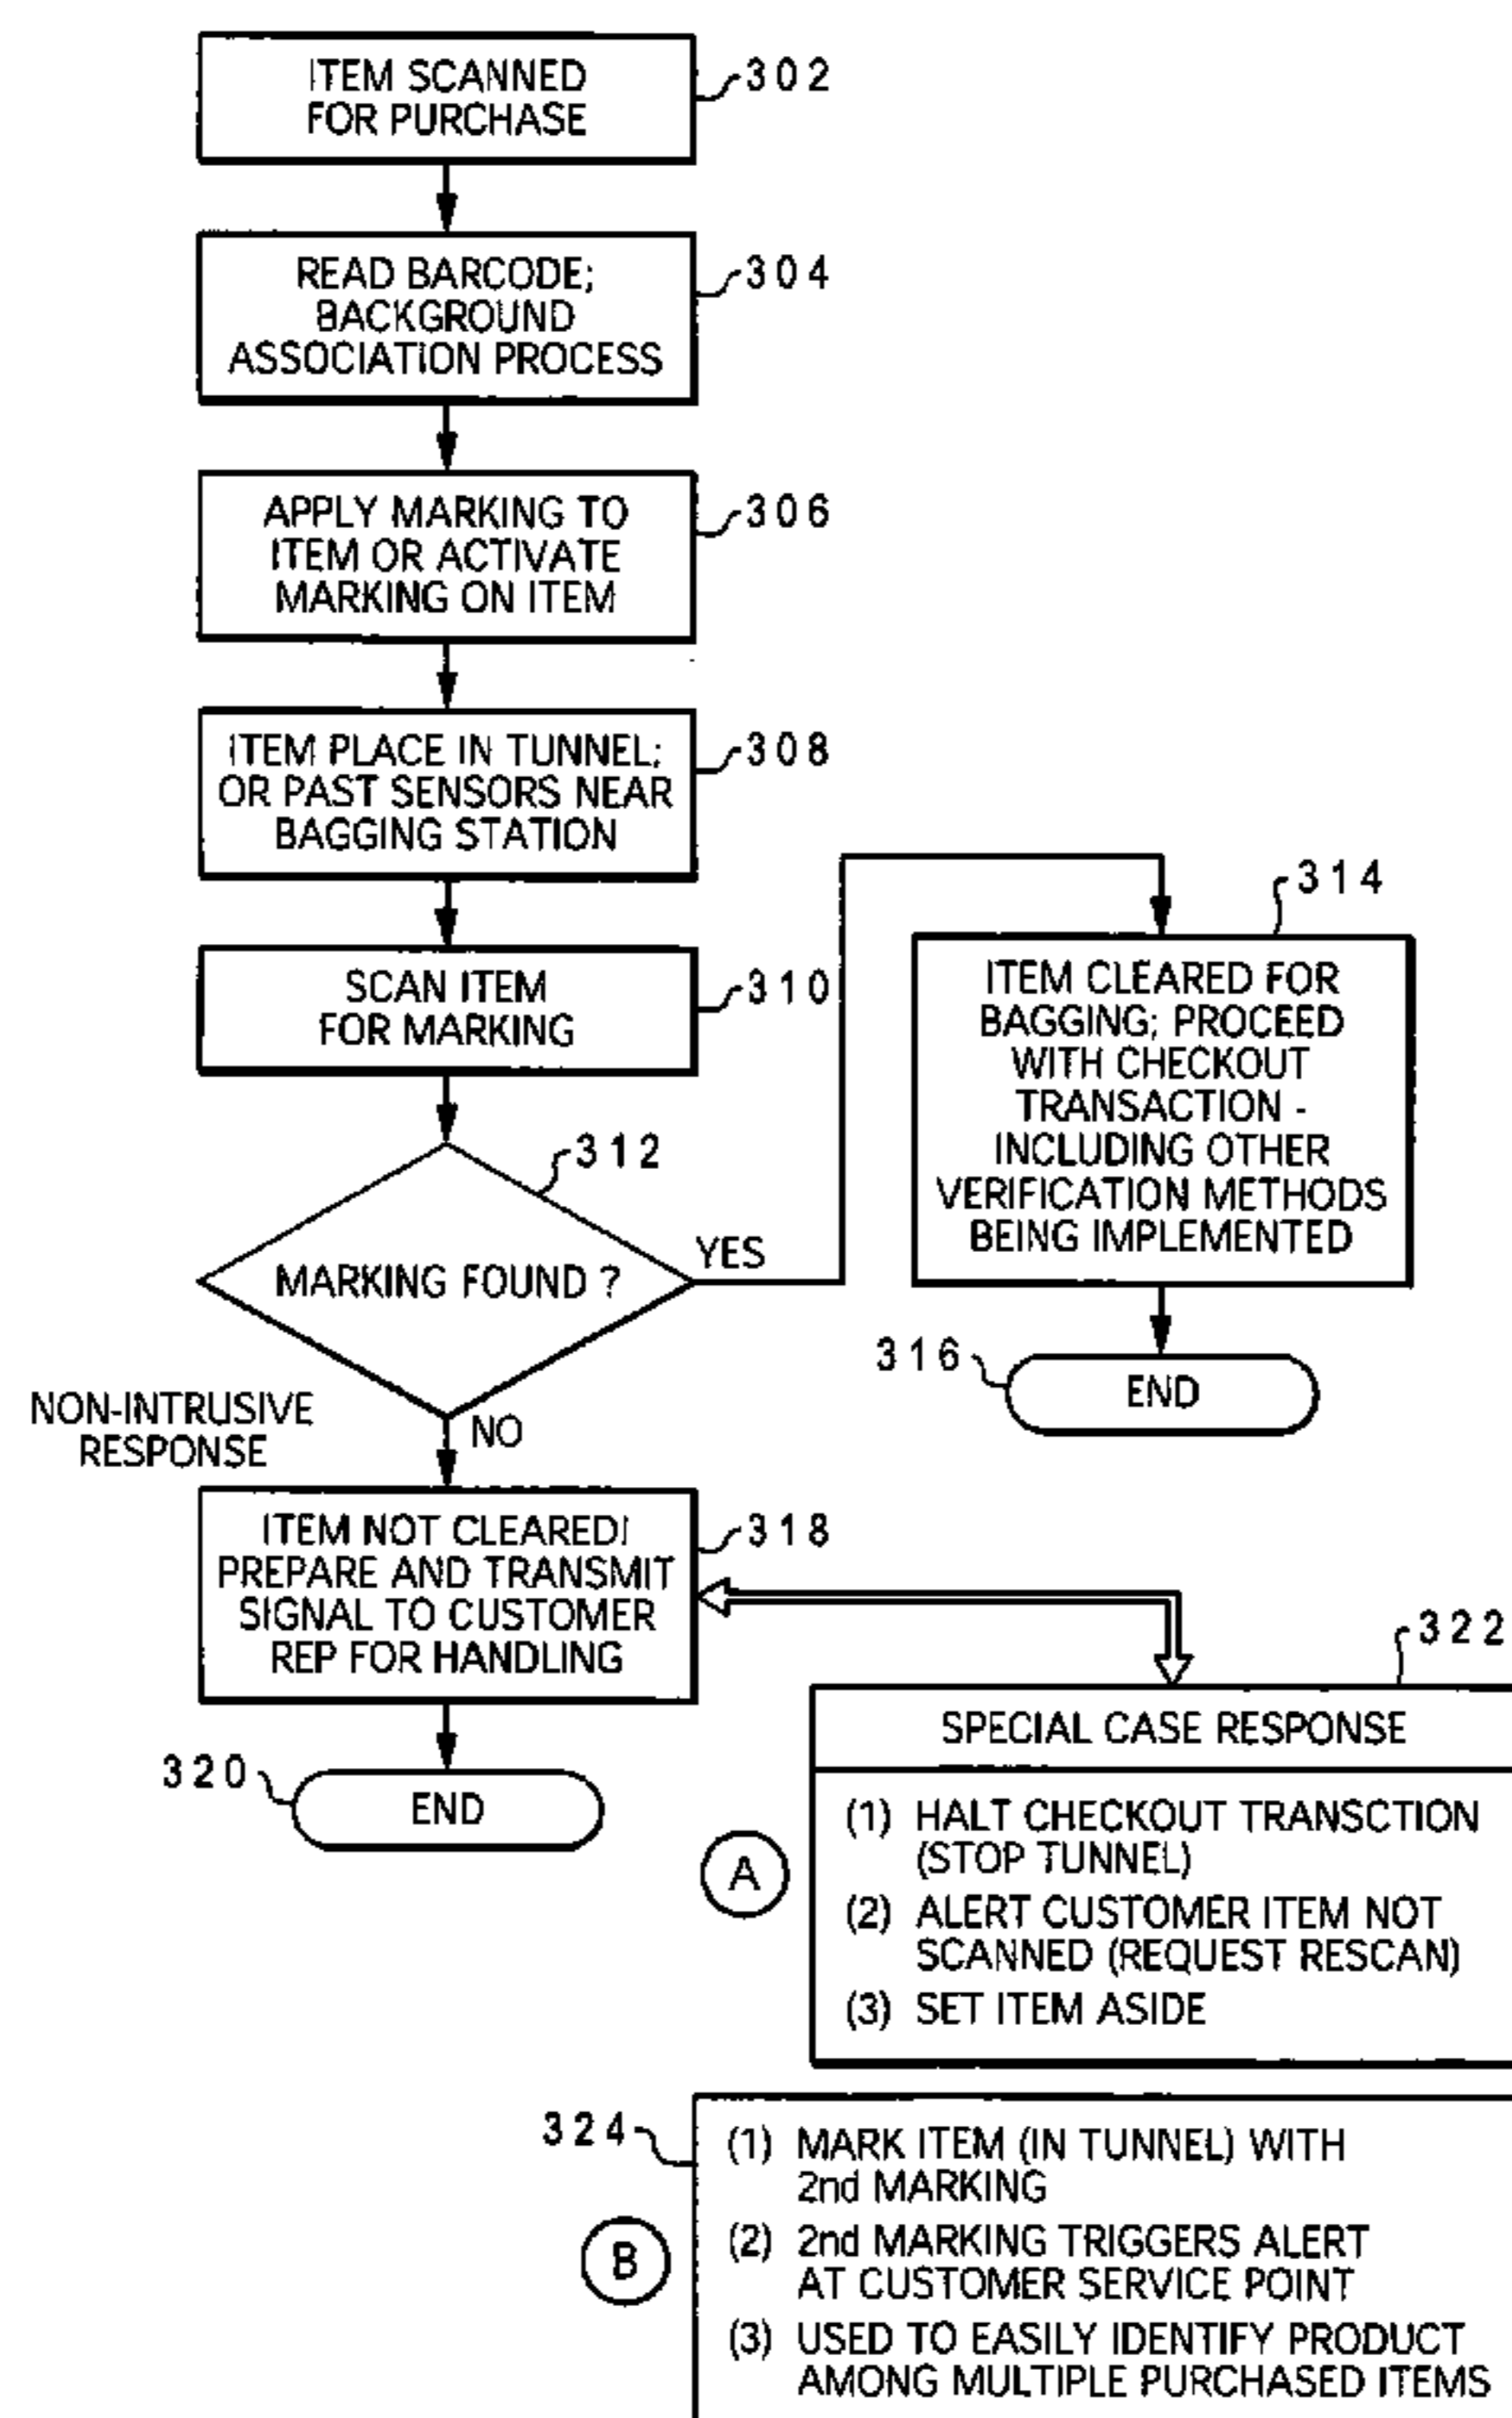 ITEM SCANNED
FOR PURCHASE
302
READ BARCODE;
BACKGROUND
ASSOCIATION PROCESS
304
APPLY MARKING TO
ITEM OR ACTIVATE
MARKING ON ITEM
306
ITEM PLACE IN TUNNEL;
OR PAST SENSORS NEAR
BAGGING STATION
308
SCAN ITEM
FOR MARKING
310
312
MARKING FOUND ?
YES
314
ITEM CLEARED FOR
BAGGING; PROCEED
WITH CHECKOUT
TRANSACTION -
INCLUDING OTHER
VERIFICATION METHODS
BEING IMPLEMENTED
316
END
NON-INTRUSIVE
RESPONSE
NO
ITEM NOT CLEARED;
PREPARE AND TRANSMIT
SIGNAL TO CUSTOMER
REP FOR HANDLING
318
320
END
322
SPECIAL CASE RESPONSE
A
(1) HALT CHECKOUT TRANSCTION
(STOP TUNNEL)
(2) ALERT CUSTOMER ITEM NOT
SCANNED (REQUEST RESCAN)
(3) SET ITEM ASIDE
324
B
(1) MARK ITEM (IN TUNNEL) WITH
2nd MARKING
(2) 2nd MARKING TRIGGERS ALERT
AT CUSTOMER SERVICE POINT
(3) USED TO EASILY IDENTIFY PRODUCT
AMONG MULTIPLE PURCHASED ITEMS